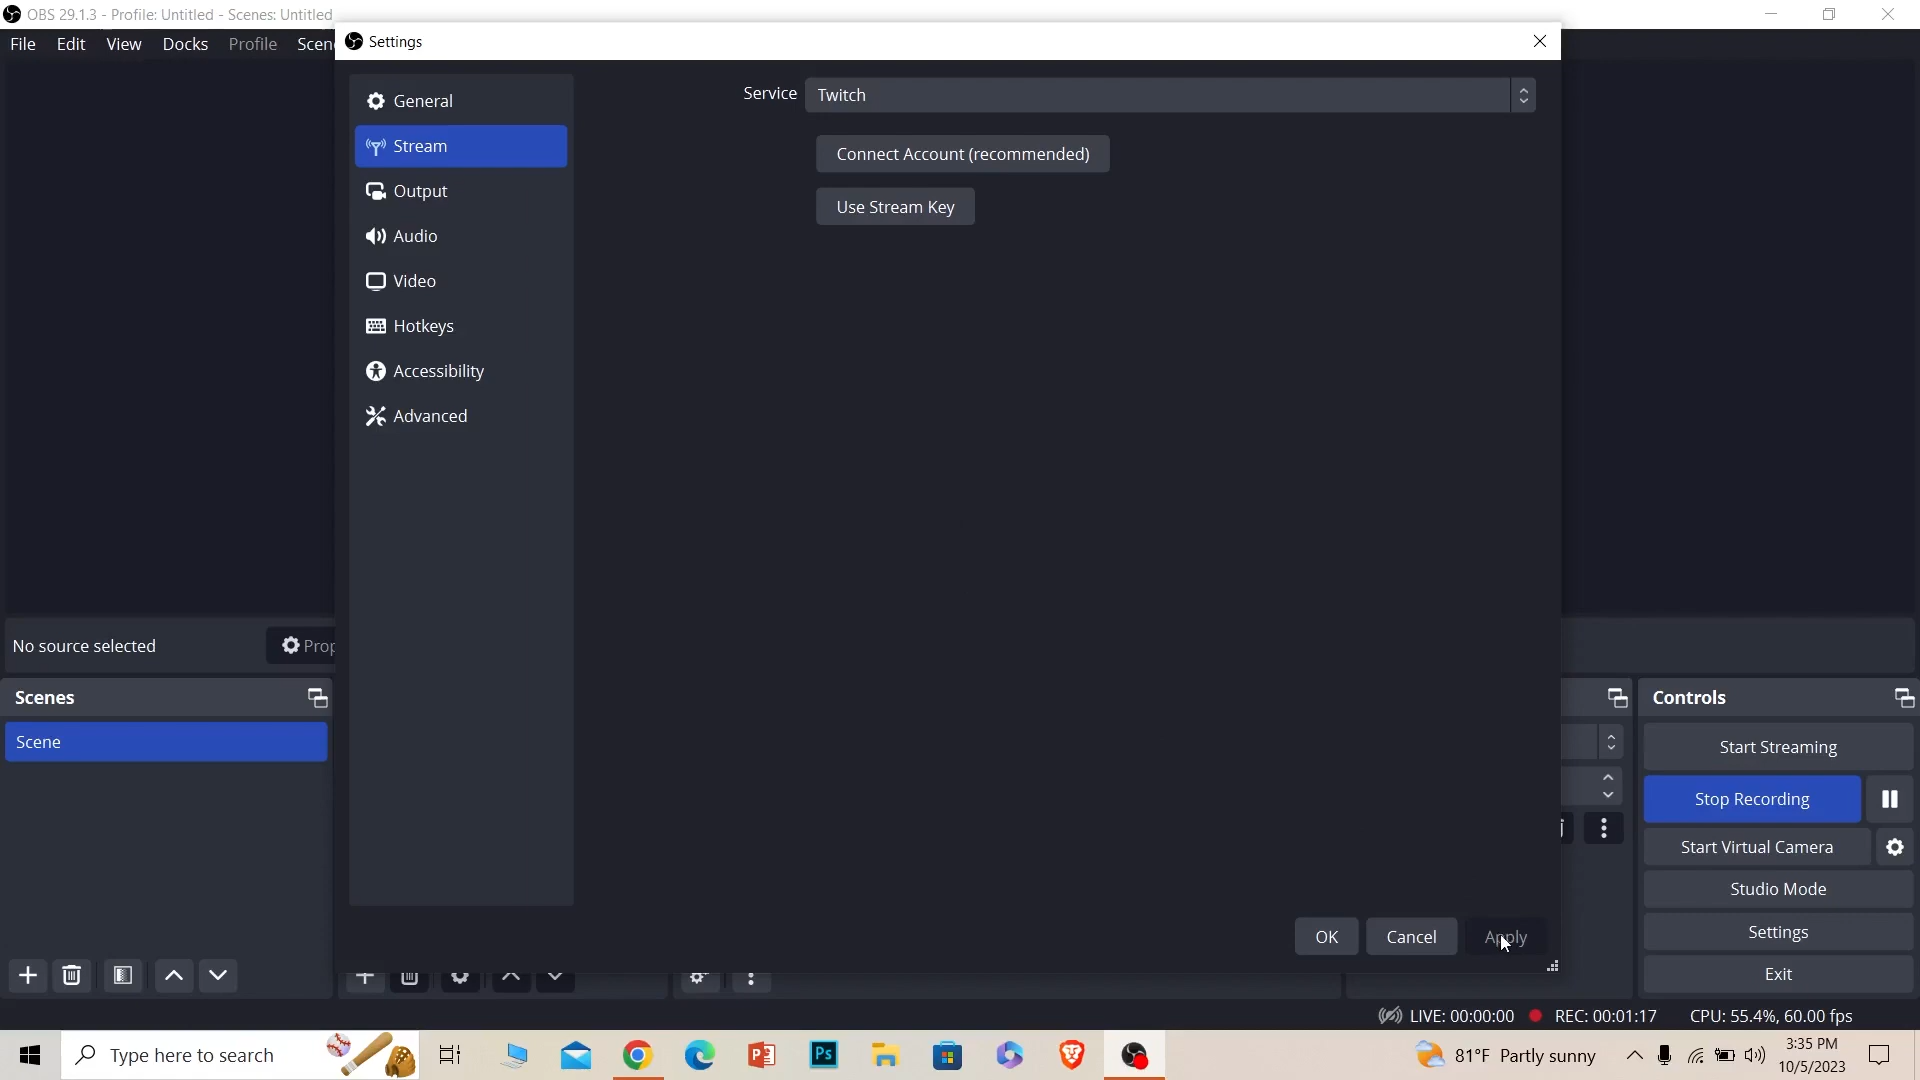 OBS 29.1.3 - Profile: Untitled - Scenes: Untitled
File Edit View Docks Profile Scen
Settings
General
Stream
Output
Audio
Video
Hotkeys
Accessibility
Advanced
Service Twitch
Connect Account (recommended)
Use Stream Key
No source selected Prop
Scenes
Scene
Controls
Start Streaming
Stop Recording
Start Virtual Camera
Studio Mode
Settings
Exit
OK Cancel Apply
LIVE: 00:00:00 REC: 00:01:17 CPU: 55.4%, 60.00 fps
Type here to search
Ps
81°F Partly sunny
3:35 PM
10/5/2023